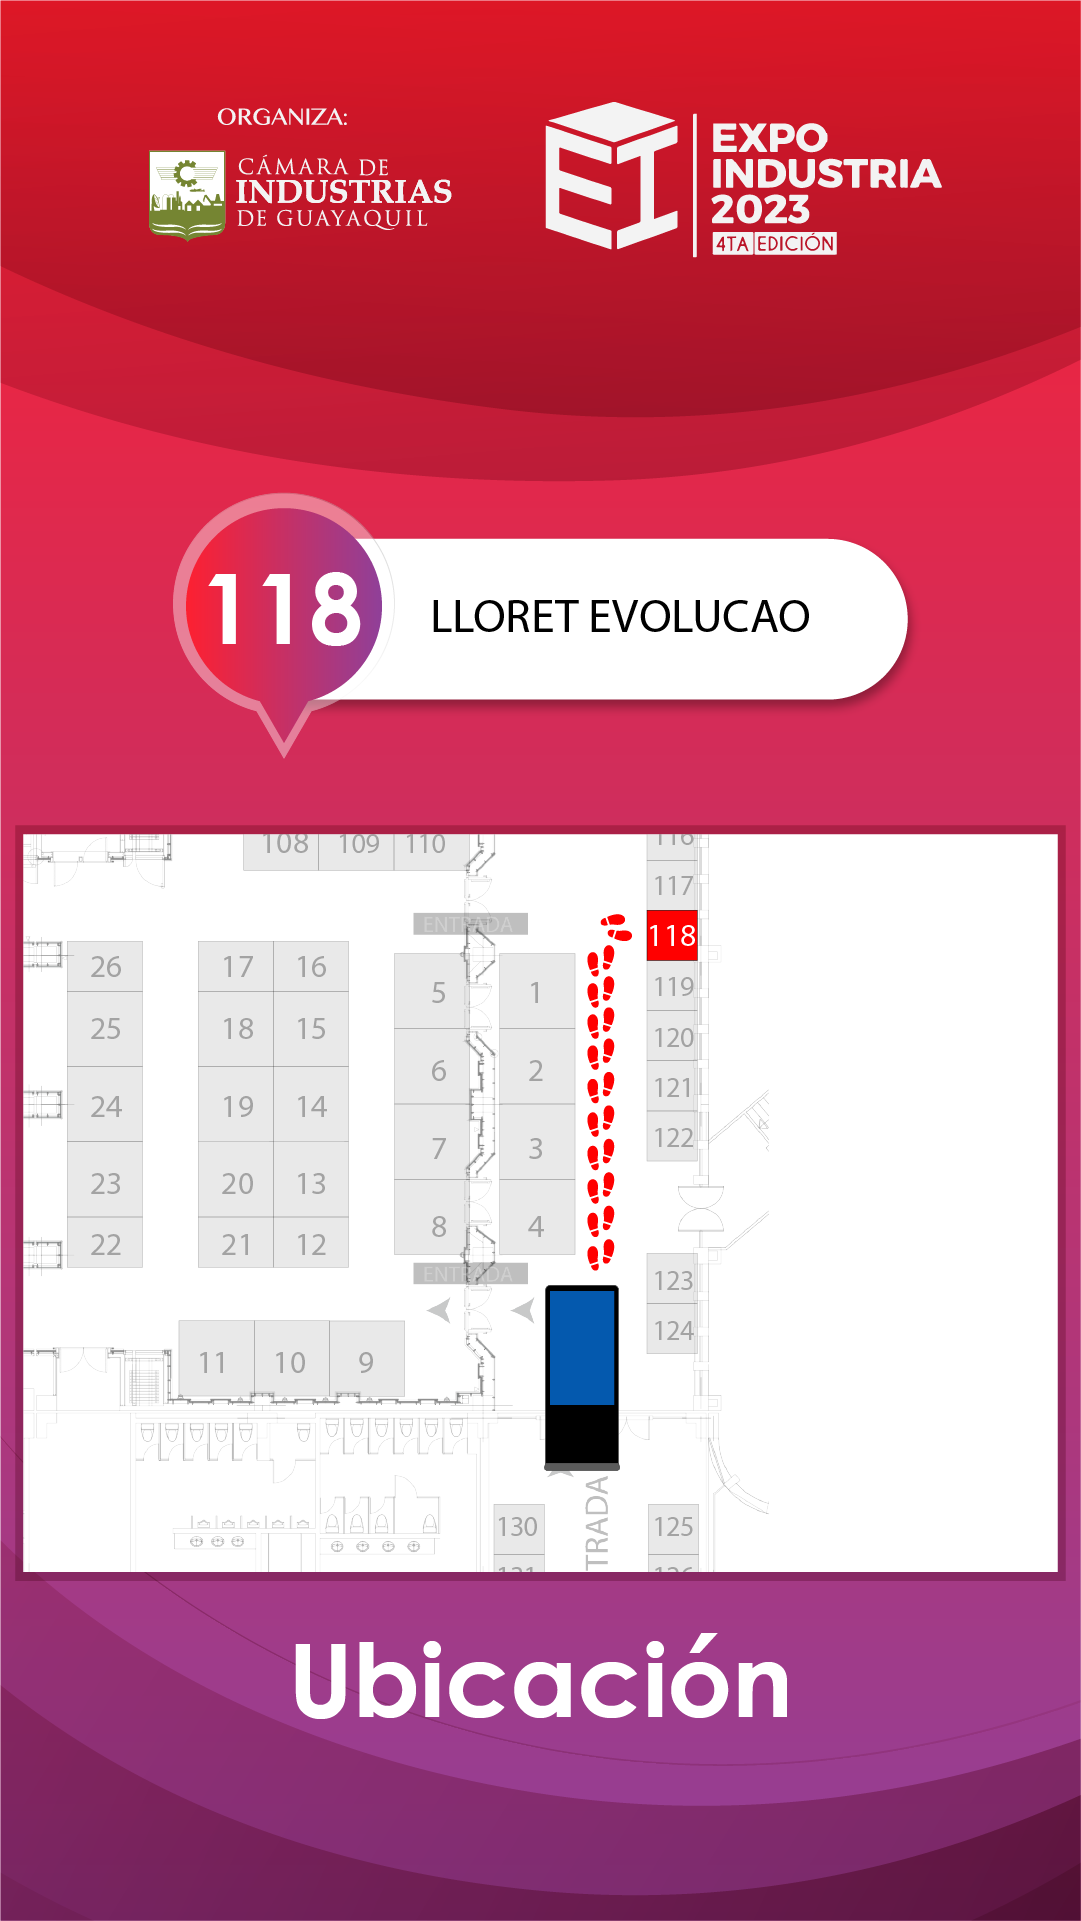 ORGANIZA:
CÁMARA DE
INDUSTRIAS
DE GUAYAQUIL
EXPO
INDUSTRIA
2023
4TA EDICIÓN
118
LLORET EVOLUCAO
108 109 110
116
117
ENTRADA
118
26 17 16
5 1
119
25 18 15
120
6 2
121
24 19 14
122
7 3
23 20 13
8 4
22 21 12
ENTRADA
123
124
11 10 9
TRADA
130 125
131 126
Ubicación